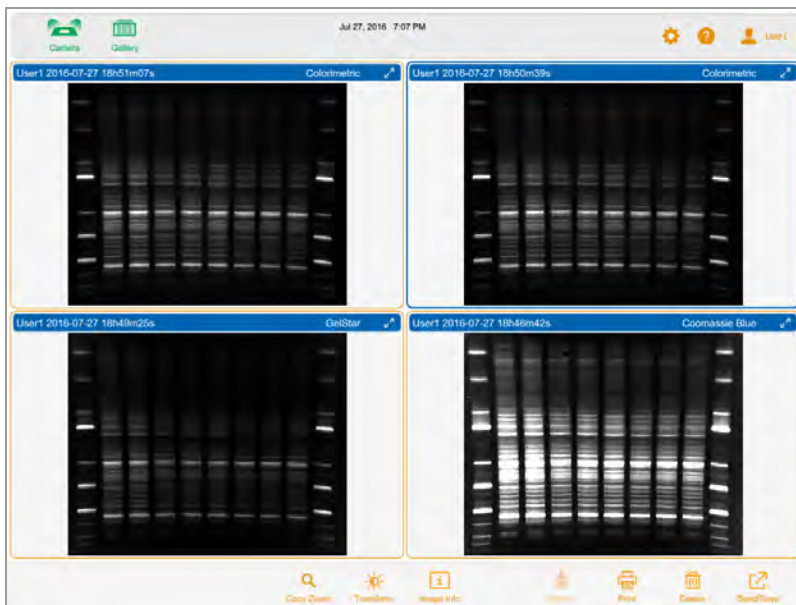 Jul 27, 2016 7:07 PM
Camera
Gallery
User1
User1 2016-07-27 18h51m07s Colorimetric
User1 2016-07-27 18h50m39s Colorimetric
User1 2016-07-27 18h49m25s GelStar
User1 2016-07-27 18h46m42s Coomassie Blue
Copy Zoom
Transform
Image Info
Print
Delete
Send/Save